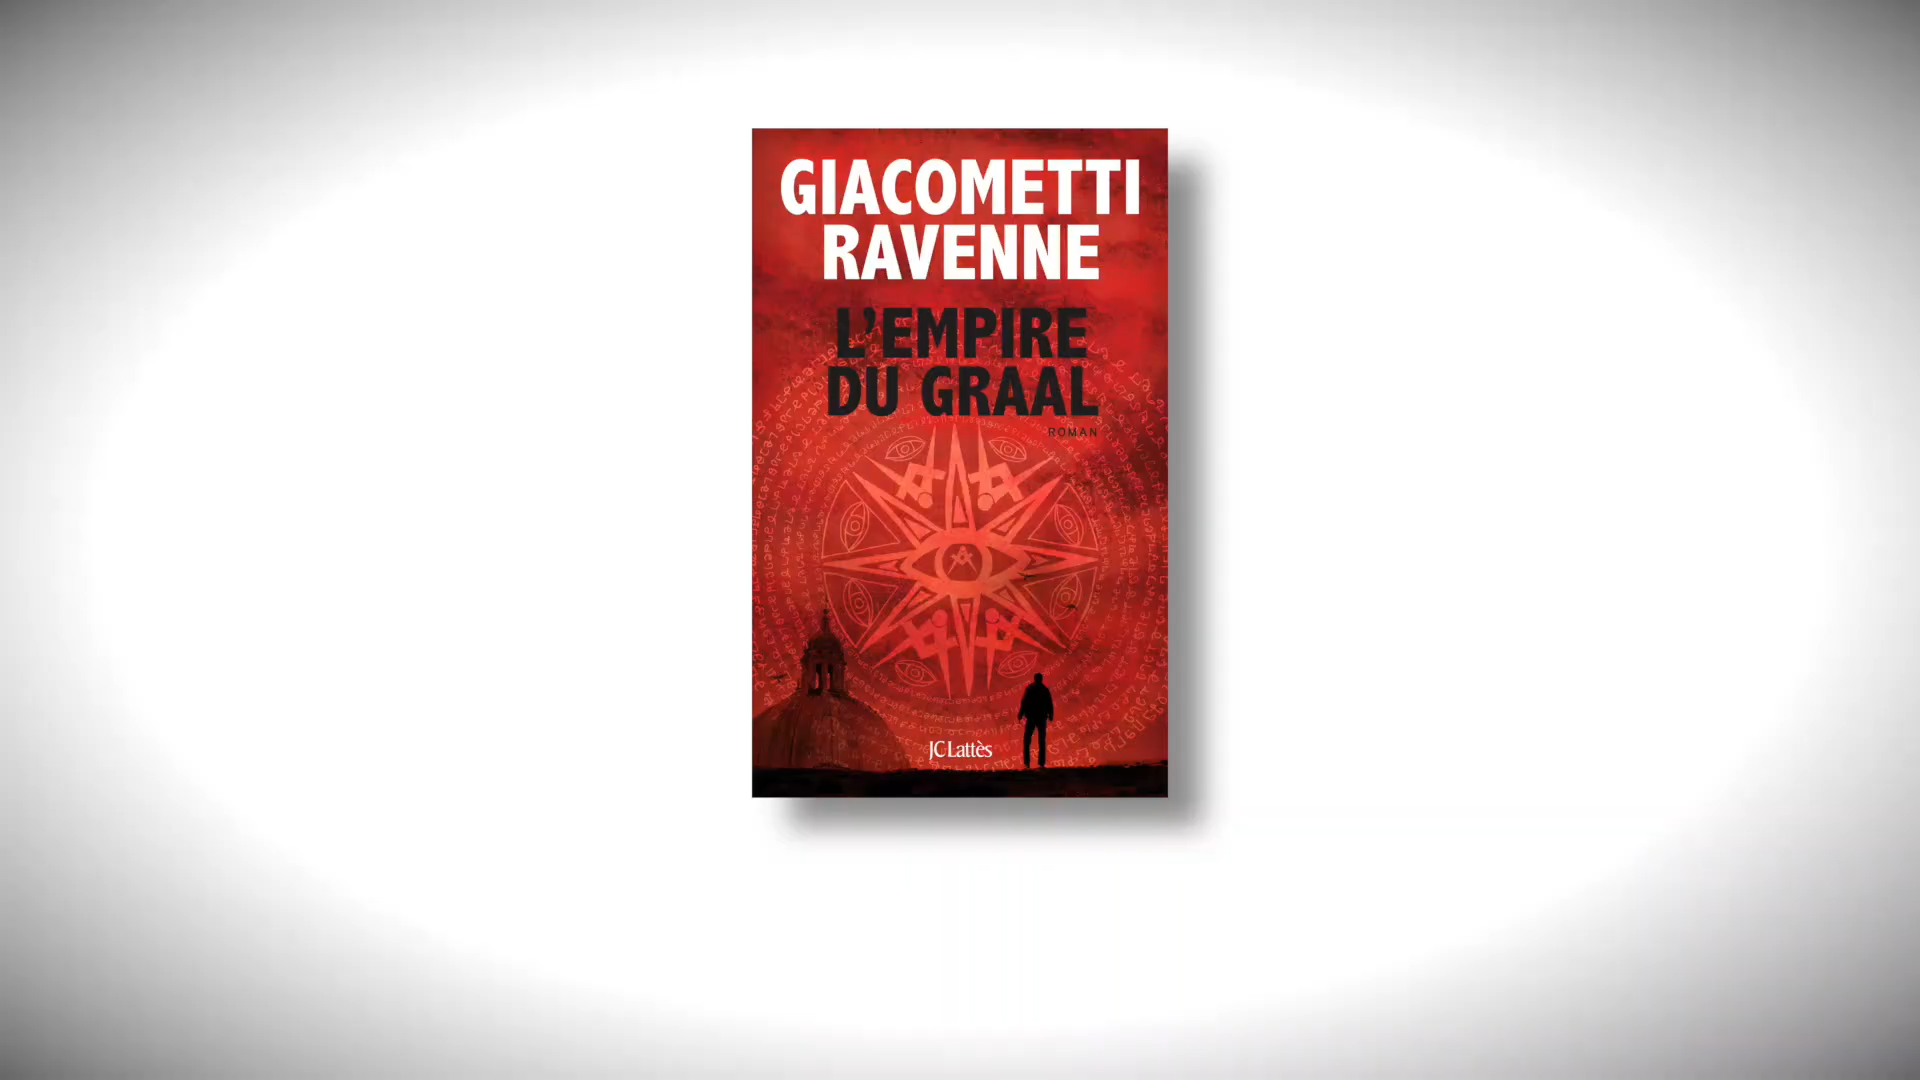 GIACOMETTI
RAVENNE
L'EMPIRE
DU GRAAL
ROMAN
JC Lattès